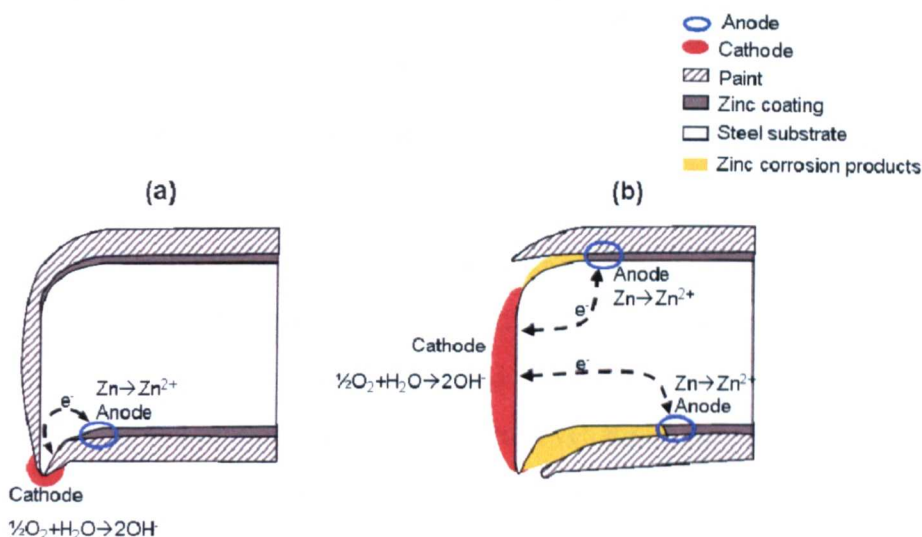 Anode
Cathode
Paint
Zinc coating
Steel substrate
Zinc corrosion products
(a)
(b)
Zn→Zn²⁺
e⁻
Anode
Cathode
½O₂+H₂O→2OH⁻
Anode
Zn→Zn²⁺
e⁻
Cathode
½O₂+H₂O→2OH⁻
e⁻
Zn→Zn²⁺
Anode